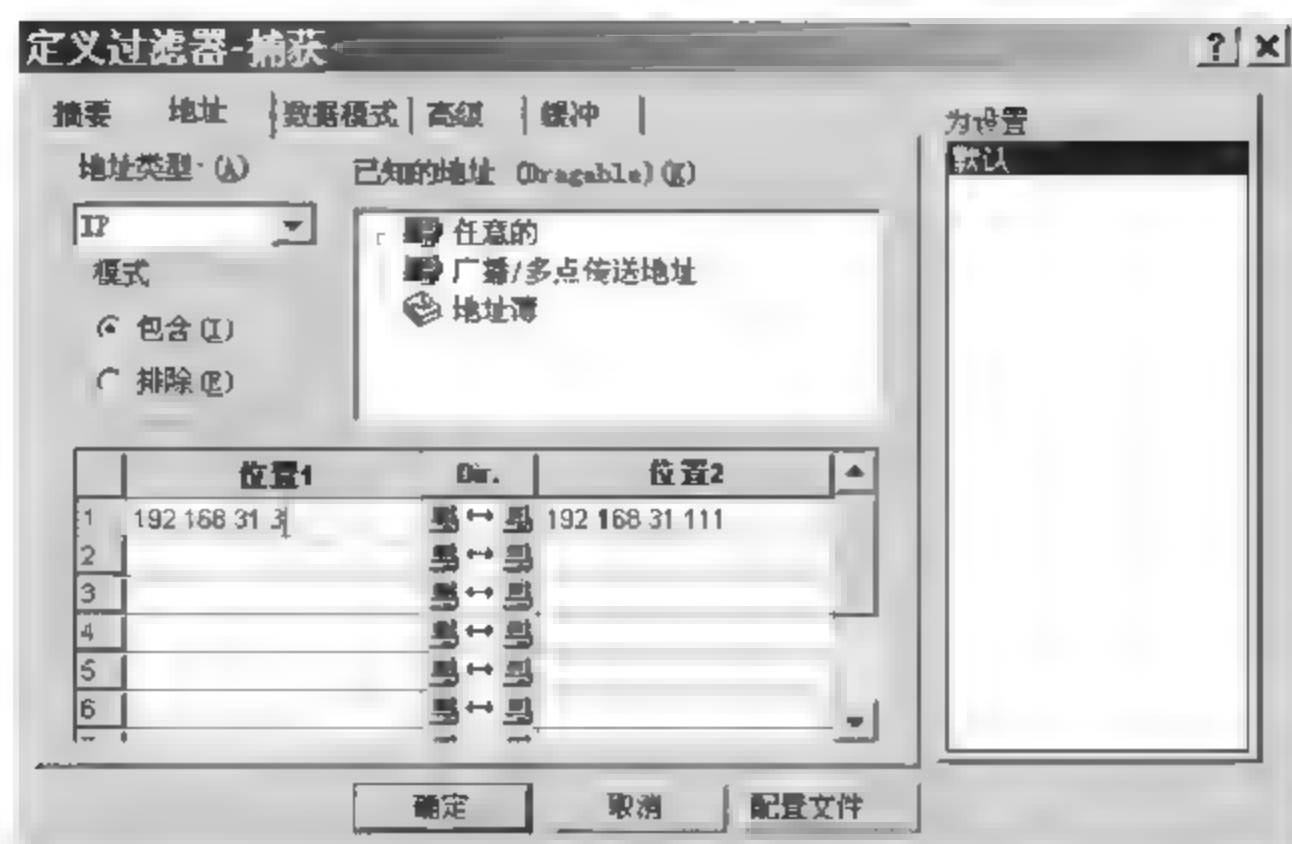 定义过滤器-捕获
? ×
摘要 地址 数据模式 高级 缓冲
为设置
地址类型·(A)
已知的地址 (Dragable)(K)
默认
IP
任意的
广播/多点传送地址
地址薄
模式
包含(I)
排除(E)
位置1 Dir. 位置2
1 192 168 31 3 192 168 31 111
2
3
4
5
6
确定 取消 配置文件